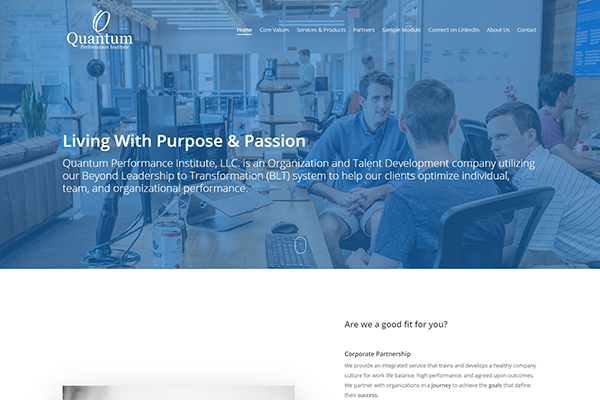 Quantum
Performance Institute
Home Core Values Services & Products Partners Sample Module Connect on LinkedIn About Us Contact
Living With Purpose & Passion
Quantum Performance Institute, LLC. is an Organization and Talent Development company utilizing
our Beyond Leadership to Transformation (BLT) system to help our clients optimize individual,
team, and organizational performance.
Are we a good fit for you?
Corporate Partnership
We provide an integrated service that trains and develops a healthy company
culture for work life balance, high performance, and agreed upon outcomes.
We partner with organizations in a journey to achieve the goals that define
their success.